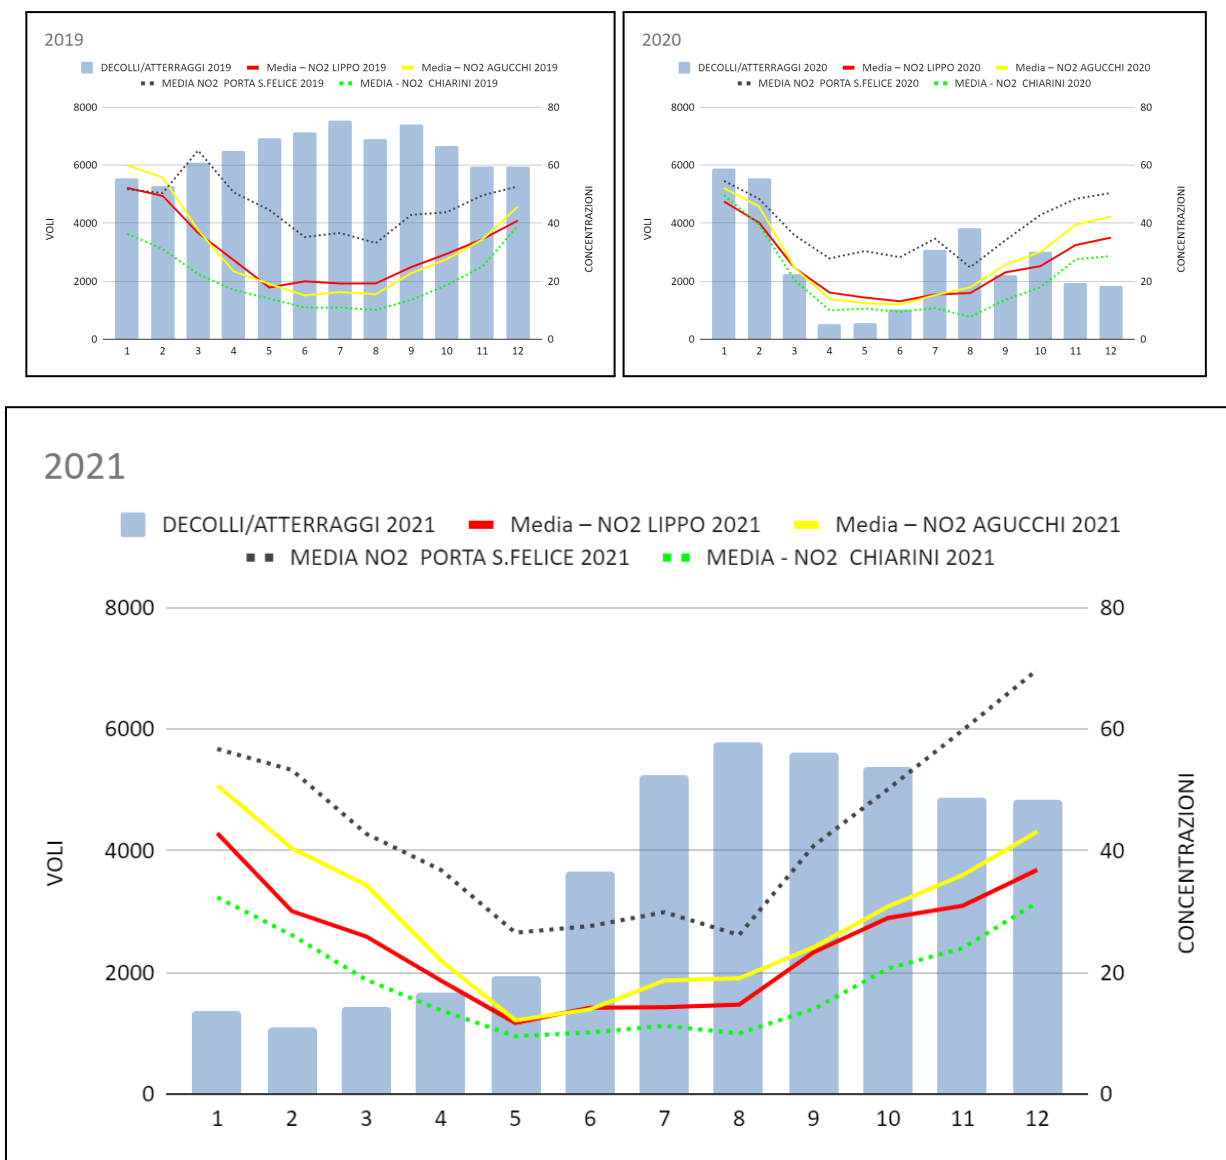 2019
DECOLLI/ATTERRAGGI 2019 Media – NO2 LIPPO 2019 Media – NO2 AGUCCHI 2019
MEDIA NO2 PORTA S.FELICE 2019 MEDIA - NO2 CHIARINI 2019
8000 80
6000 60
4000 40
2000 20
0 0
VOLI
CONCENTRAZIONI
1 2 3 4 5 6 7 8 9 10 11 12
2020
DECOLLI/ATTERRAGGI 2020 Media – NO2 LIPPO 2020 Media – NO2 AGUCCHI 2020
MEDIA NO2 PORTA S.FELICE 2020 MEDIA - NO2 CHIARINI 2020
8000 80
6000 60
4000 40
2000 20
0 0
VOLI
CONCENTRAZIONI
1 2 3 4 5 6 7 8 9 10 11 12
2021
DECOLLI/ATTERRAGGI 2021 Media – NO2 LIPPO 2021 Media – NO2 AGUCCHI 2021
MEDIA NO2 PORTA S.FELICE 2021 MEDIA - NO2 CHIARINI 2021
8000 80
6000 60
4000 40
2000 20
0 0
VOLI
CONCENTRAZIONI
1 2 3 4 5 6 7 8 9 10 11 12